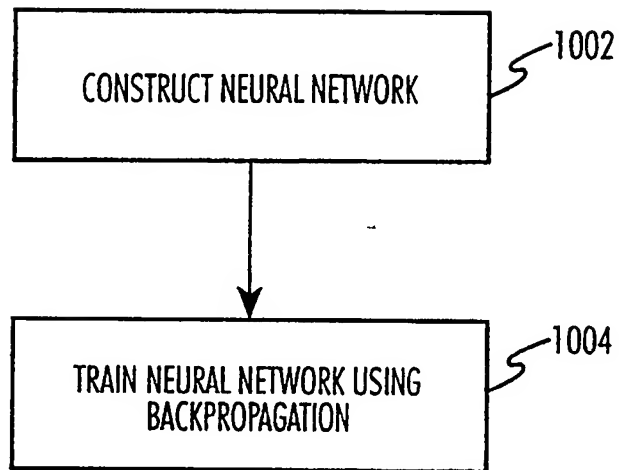 CONSTRUCT NEURAL NETWORK
1002
TRAIN NEURAL NETWORK USING
BACKPROPAGATION
1004